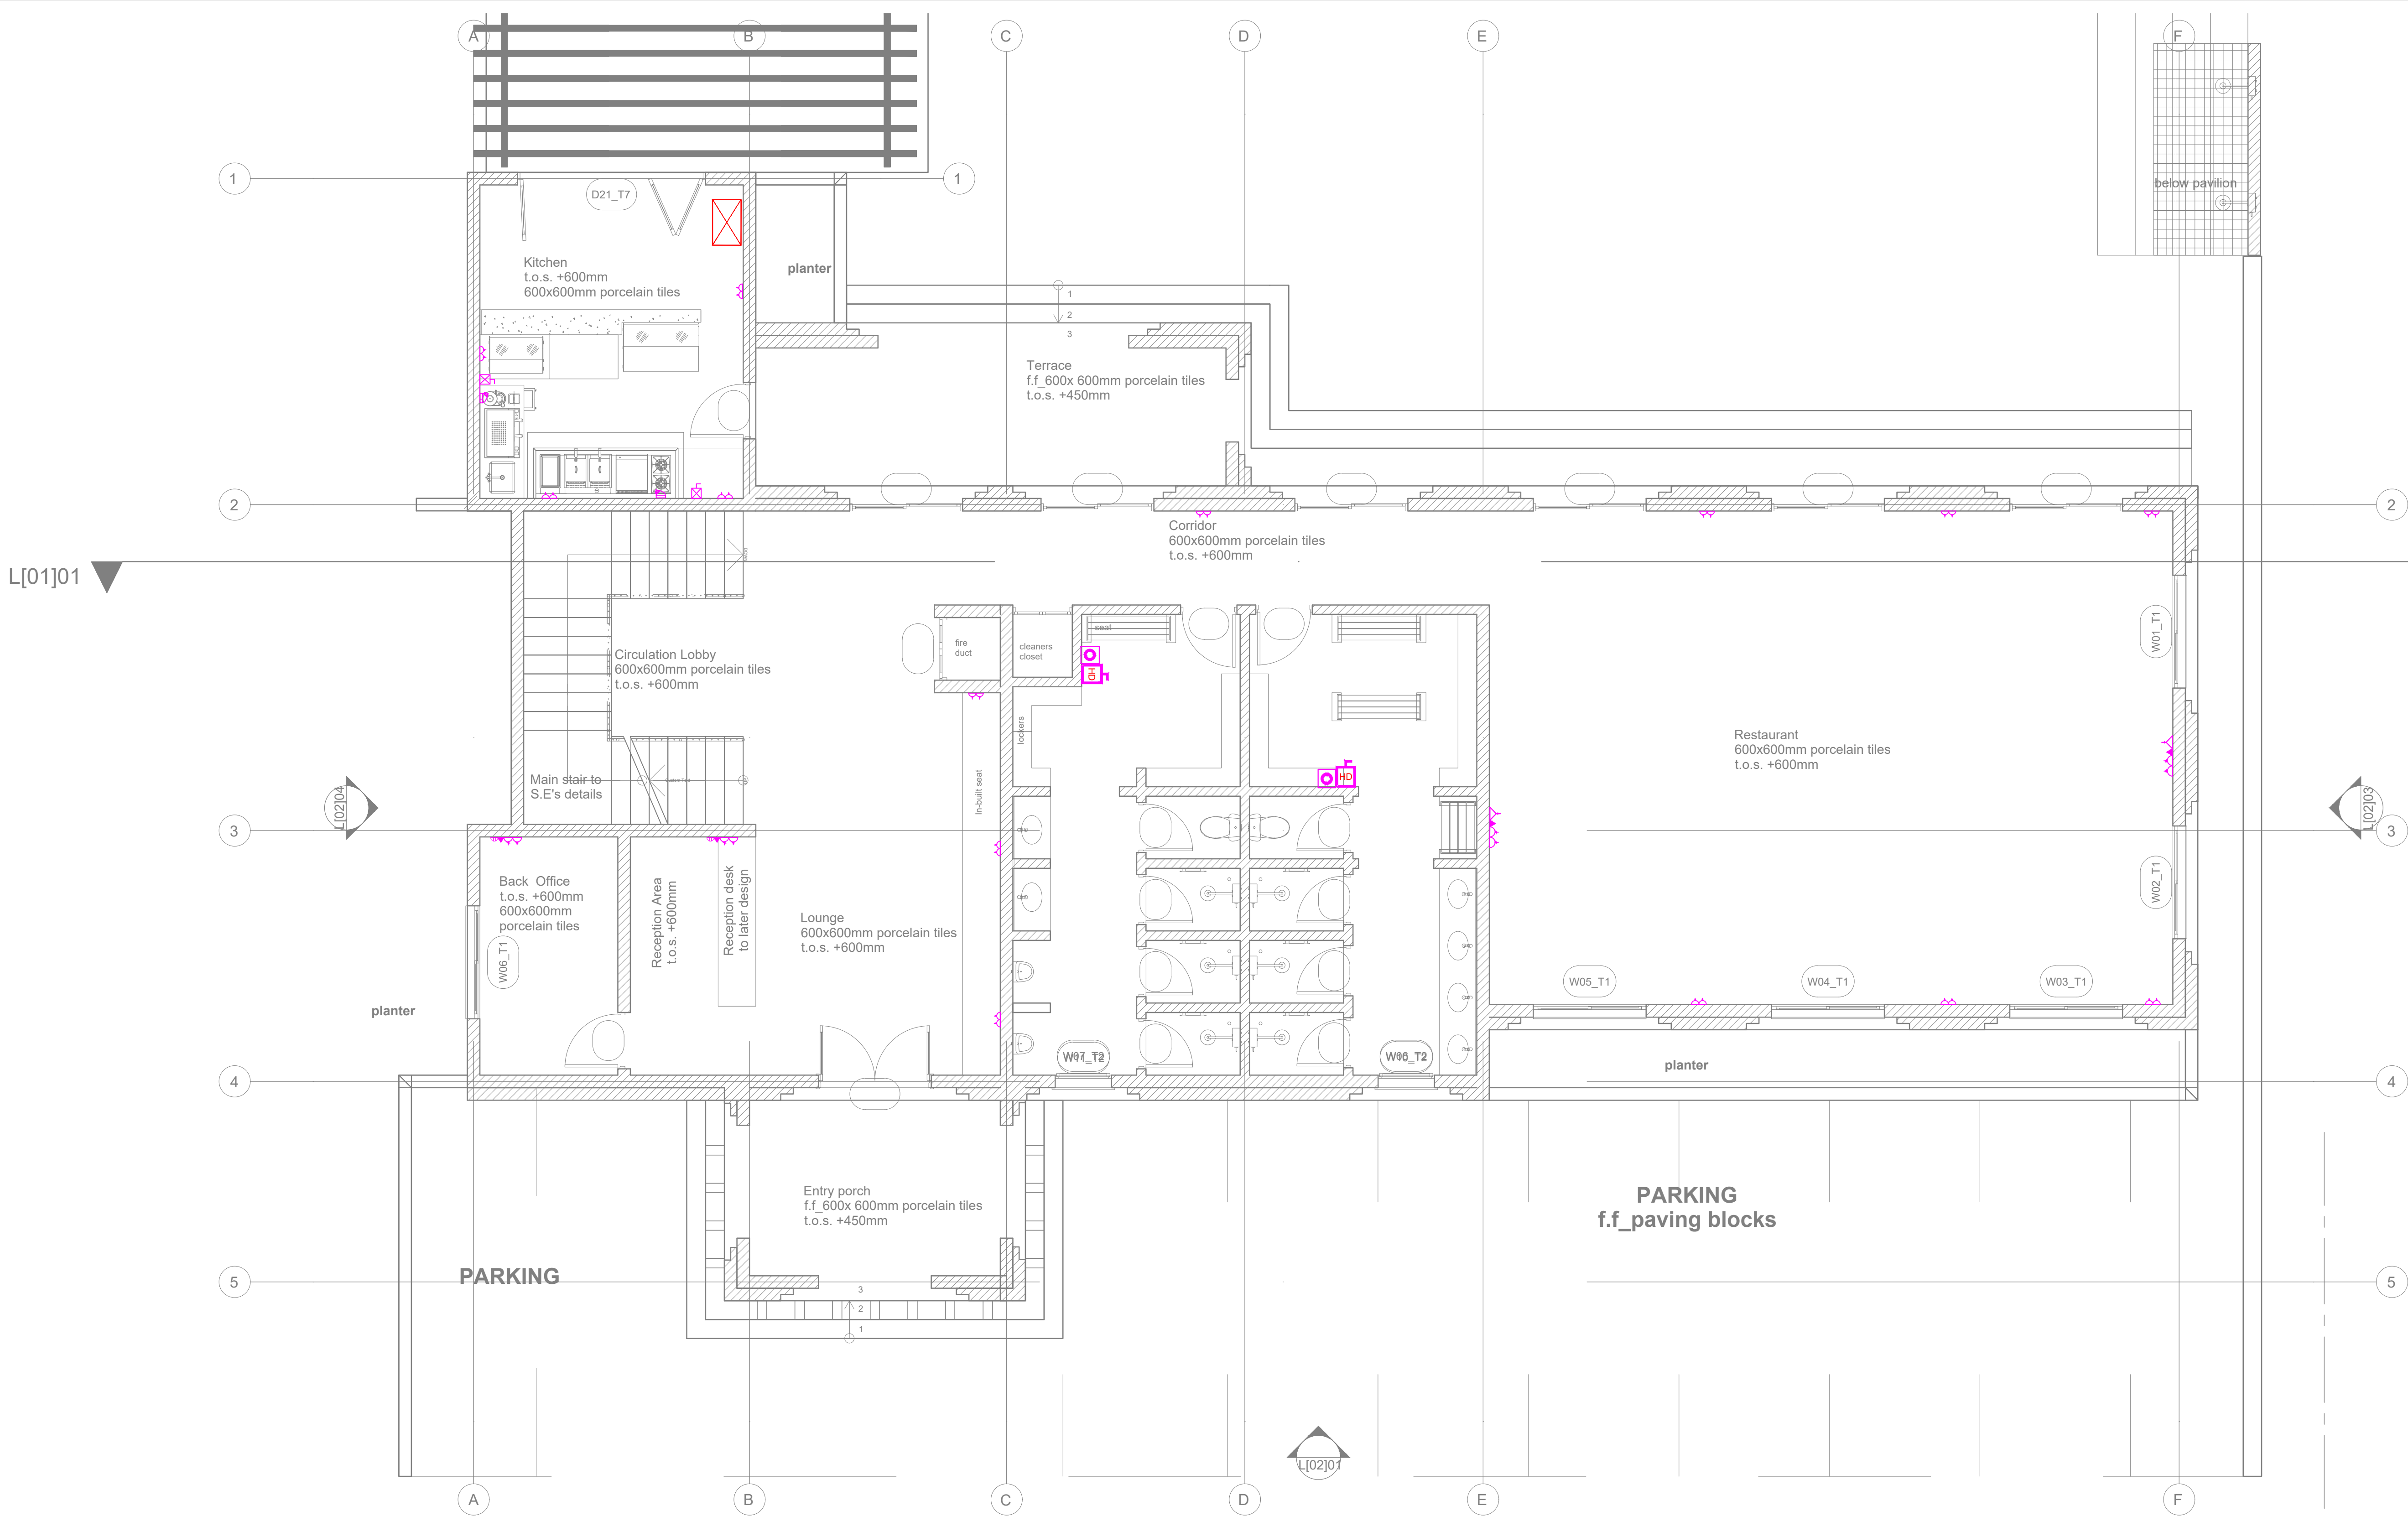 A
B
C
D
E
F
1
1
D21_T7
below pavilion
Kitchen
t.o.s. +600mm
600x600mm porcelain tiles
planter
1
2
3
Terrace
f.f_600x 600mm porcelain tiles
t.o.s. +450mm
2
2
Corridor
600x600mm porcelain tiles
t.o.s. +600mm
L[01]01
fire
duct
cleaners
closet
seat
HD
W01_T1
Circulation Lobby
600x600mm porcelain tiles
t.o.s. +600mm
lockers
Restaurant
600x600mm porcelain tiles
t.o.s. +600mm
Main stair to
S.E's details
In-built seat
HD
L[02]04
L[02]03
3
3
Back Office
t.o.s. +600mm
600x600mm
porcelain tiles
W06_T1
Reception Area
t.o.s. +600mm
Reception desk
to later design
Lounge
600x600mm porcelain tiles
t.o.s. +600mm
W02_T1
W05_T1
W04_T1
W03_T1
planter
planter
4
4
Entry porch
f.f_600x 600mm porcelain tiles
t.o.s. +450mm
PARKING
f.f_paving blocks
PARKING
5
5
3
2
1
L[02]01
A
B
C
D
E
F